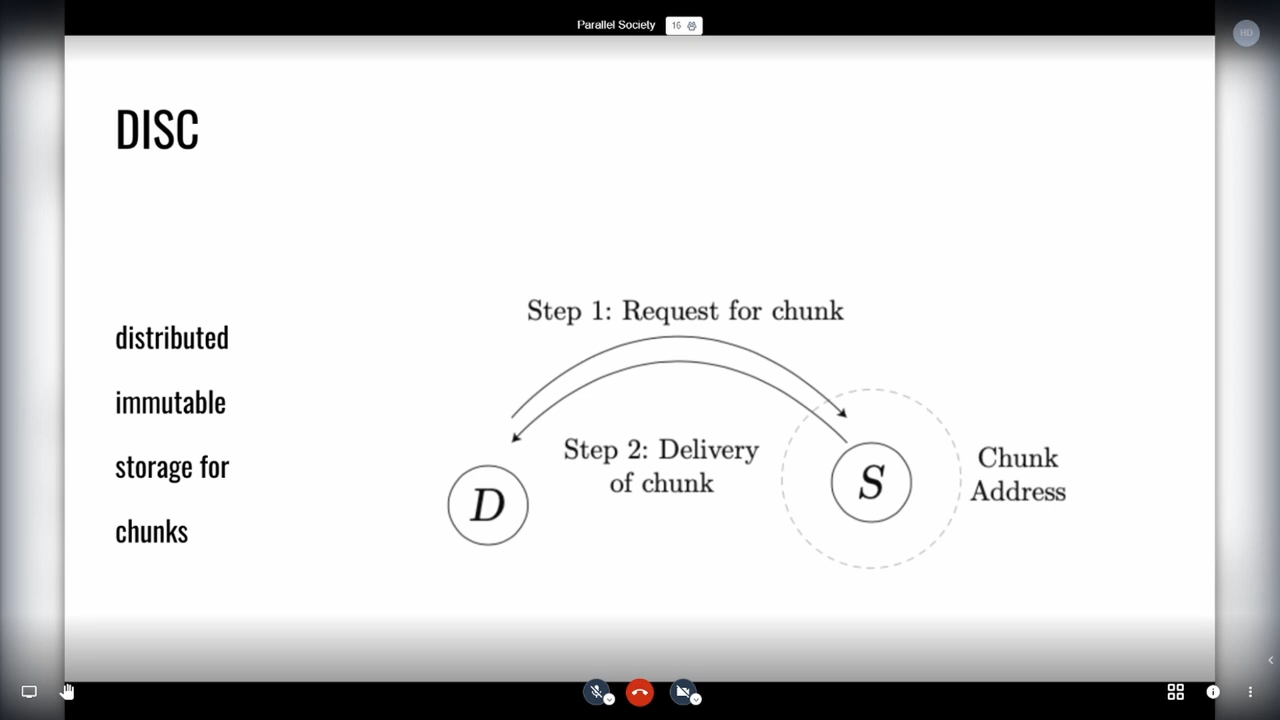 Parallel Society 16
HD
DISC
distributed
immutable
storage for
chunks
Step 1: Request for chunk
Step 2: Delivery
of chunk
D
S
Chunk
Address